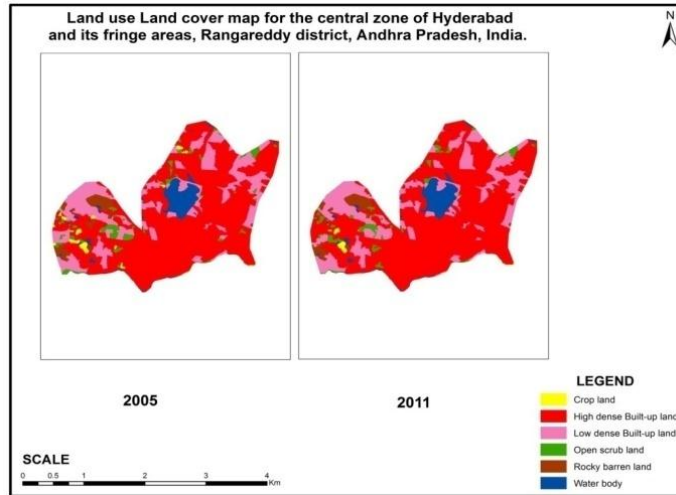 Land use Land cover map for the central zone of Hyderabad
and its fringe areas, Rangareddy district, Andhra Pradesh, India.
N
2005
2011
LEGEND
Crop land
High dense Built-up land
Low dense Built-up land
Open scrub land
Rocky barren land
Water body
SCALE
0 0.5 1 2 3 4
Km